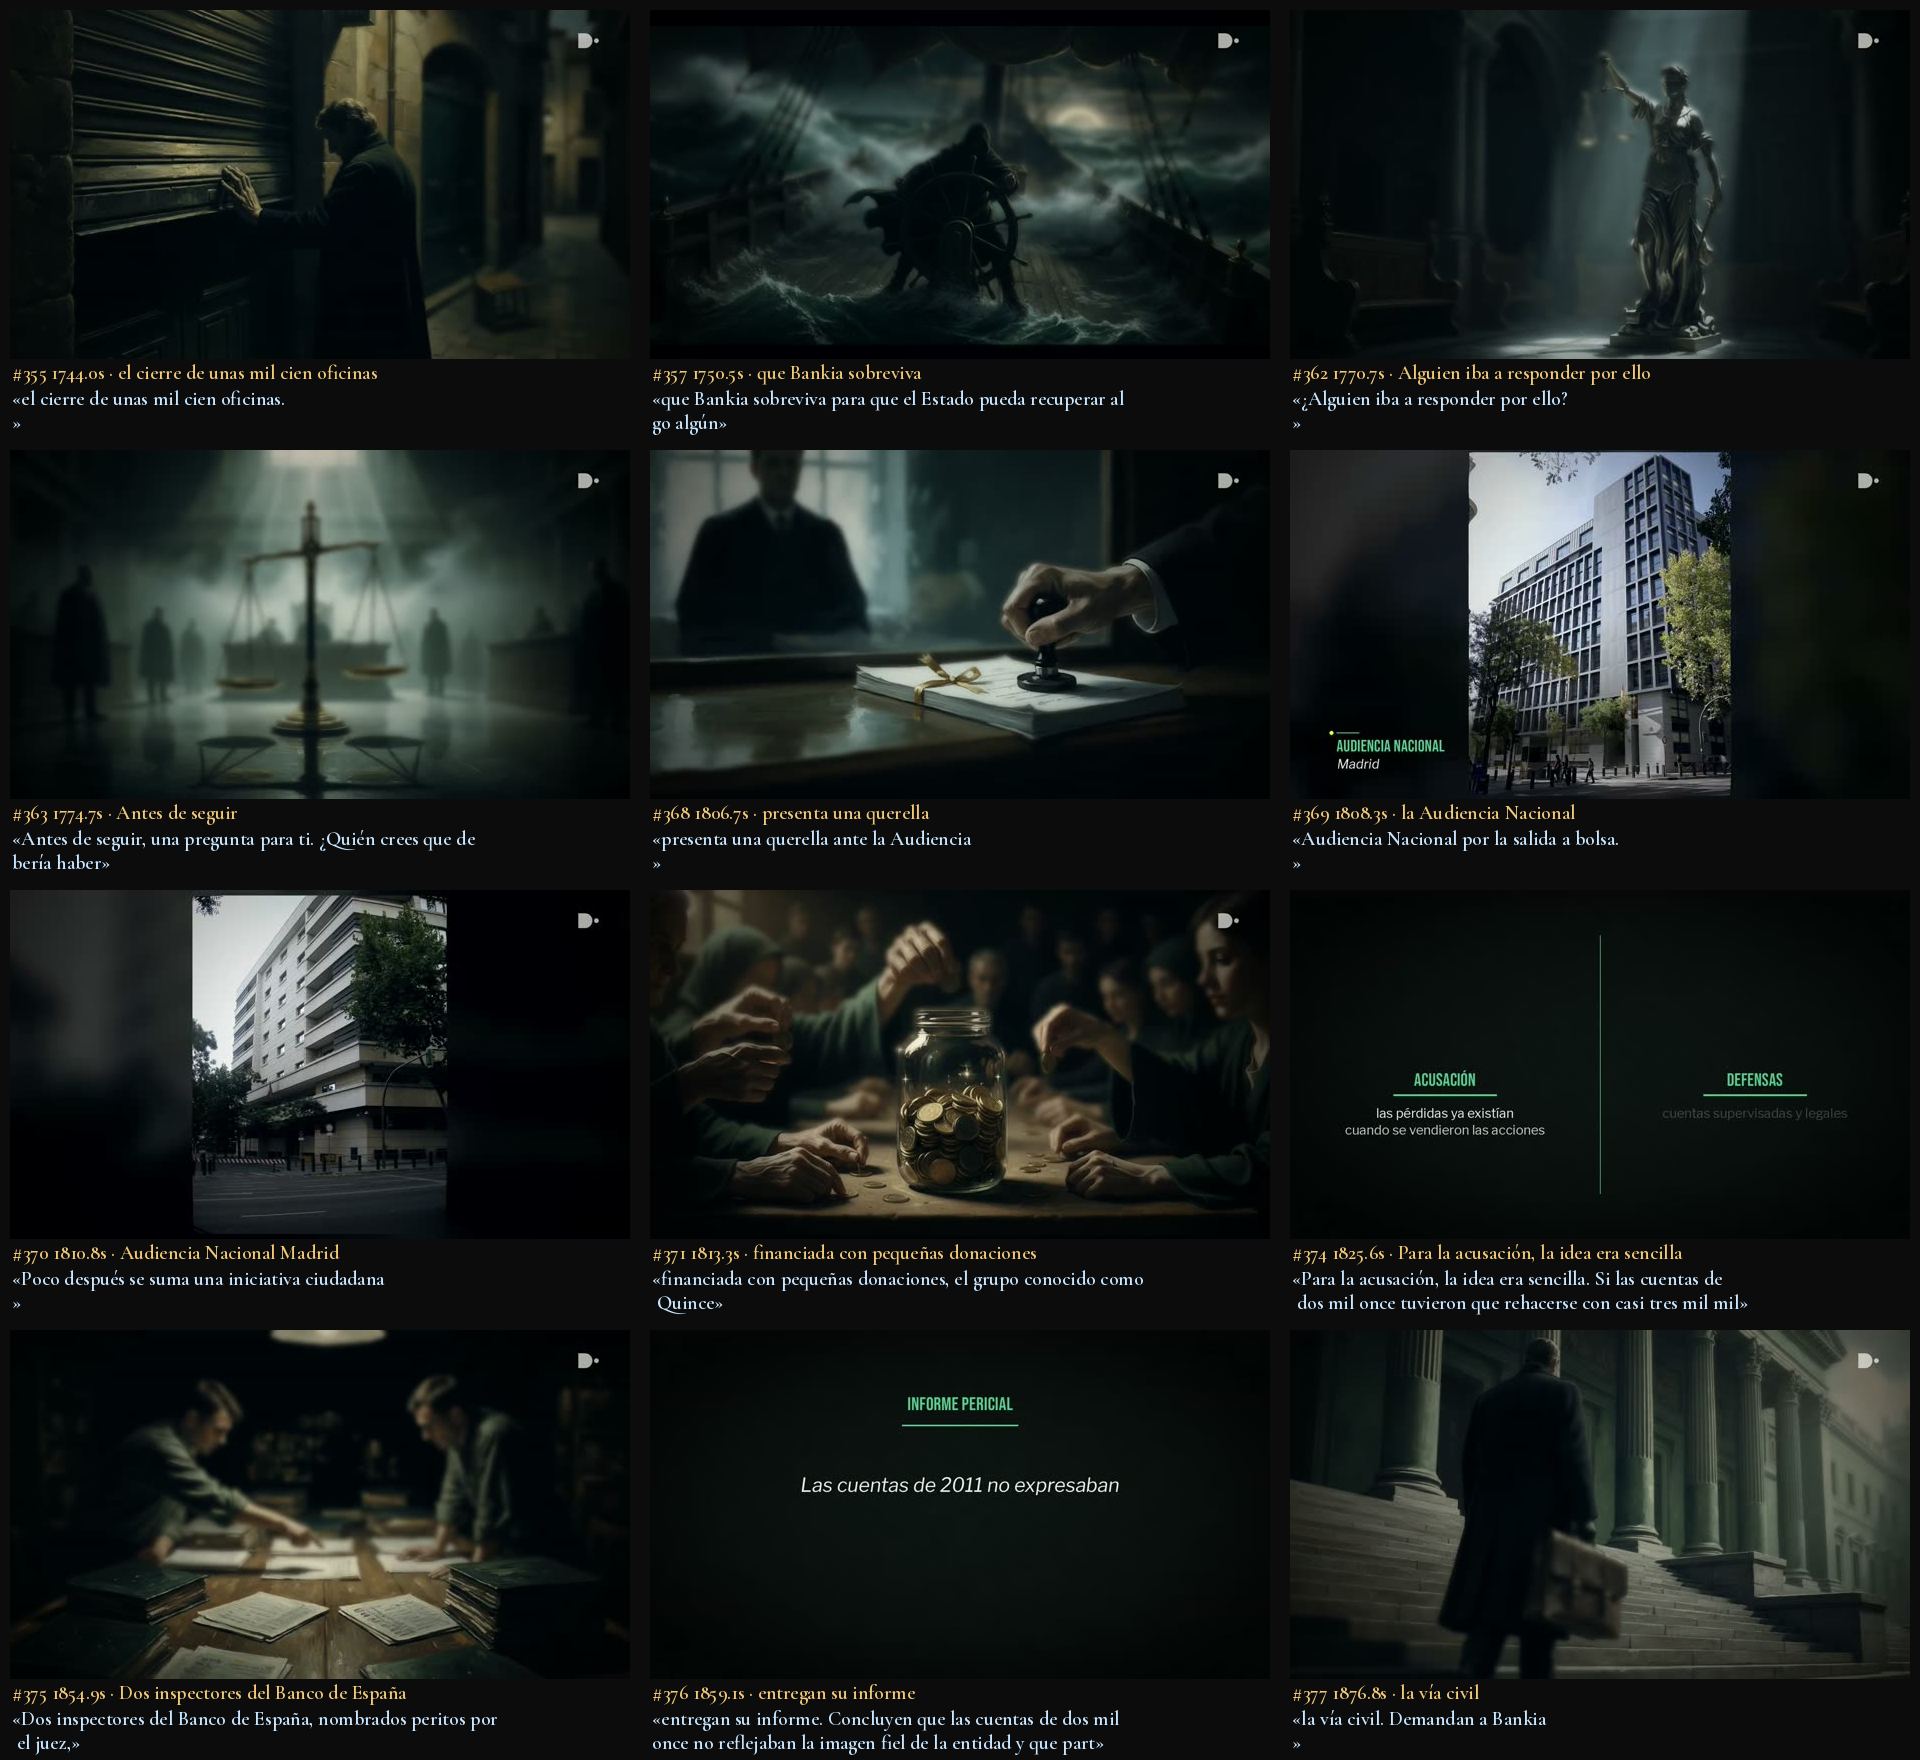 #355 1744.0s · el cierre de unas mil cien oficinas
«el cierre de unas mil cien oficinas.
»
#357 1750.5s · que Bankia sobreviva
«que Bankia sobreviva para que el Estado pueda recuperar al
go algún»
#362 1770.7s · Alguien iba a responder por ello
«¿Alguien iba a responder por ello?
»
#363 1774.7s · Antes de seguir
«Antes de seguir, una pregunta para ti. ¿Quién crees que de
bería haber»
#368 1806.7s · presenta una querella
«presenta una querella ante la Audiencia
»
AUDIENCIA NACIONAL
Madrid
#369 1808.3s · la Audiencia Nacional
«Audiencia Nacional por la salida a bolsa.
»
#370 1810.8s · Audiencia Nacional Madrid
«Poco después se suma una iniciativa ciudadana
»
#371 1813.3s · financiada con pequeñas donaciones
«financiada con pequeñas donaciones, el grupo conocido como
Quince»
ACUSACIÓN
las pérdidas ya existían
cuando se vendieron las acciones
DEFENSAS
cuentas supervisadas y legales
#374 1825.6s · Para la acusación, la idea era sencilla
«Para la acusación, la idea era sencilla. Si las cuentas de
dos mil once tuvieron que rehacerse con casi tres mil mil»
#375 1854.9s · Dos inspectores del Banco de España
«Dos inspectores del Banco de España, nombrados peritos por
el juez,»
INFORME PERICIAL
Las cuentas de 2011 no expresaban
#376 1859.1s · entregan su informe
«entregan su informe. Concluyen que las cuentas de dos mil
once no reflejaban la imagen fiel de la entidad y que part»
#377 1876.8s · la vía civil
«la vía civil. Demandan a Bankia
»